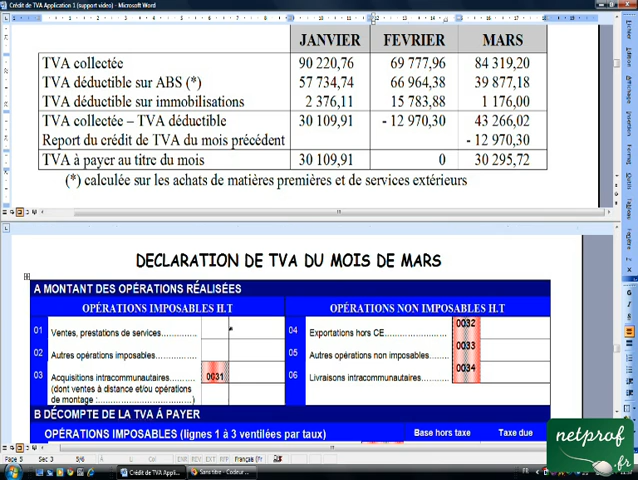 Crédit de TVA Application 1 (support video) - Microsoft Word
JANVIER FEVRIER MARS
TVA collectée 90 220,76 69 777,96 84 319,20
TVA déductible sur ABS (*) 57 734,74 66 964,38 39 877,18
TVA déductible sur immobilisations 2 376,11 15 783,88 1 176,00
TVA collectée – TVA déductible 30 109,91 - 12 970,30 43 266,02
Report du crédit de TVA du mois précédent - 12 970,30
TVA à payer au titre du mois 30 109,91 0 30 295,72
(*) calculée sur les achats de matières premières et de services extérieurs
DECLARATION DE TVA DU MOIS DE MARS
A MONTANT DES OPÉRATIONS RÉALISÉES
OPÉRATIONS IMPOSABLES H.T OPÉRATIONS NON IMPOSABLES H.T
01 Ventes, prestations de services............ 04 Exportations hors CE.................... 0032
02 Autres opérations imposables............ 05 Autres opérations non imposables......... 0033
03 Acquisitions intracommunautaires......... 0031 06 Livraisons intracommunautaires........... 0034
(dont ventes à distance et/ou opérations
de montage : ..............................)
B DÉCOMPTE DE LA TVA À PAYER
OPÉRATIONS IMPOSABLES (lignes 1 à 3 ventilées par taux) Base hors taxe Taxe due
netprof
.fr
Page 5 Sec 3 5/6 ENR REV EXT RFP Français (Fr
Crédit de TVA Applic... Sans titre - Codeur ... FR